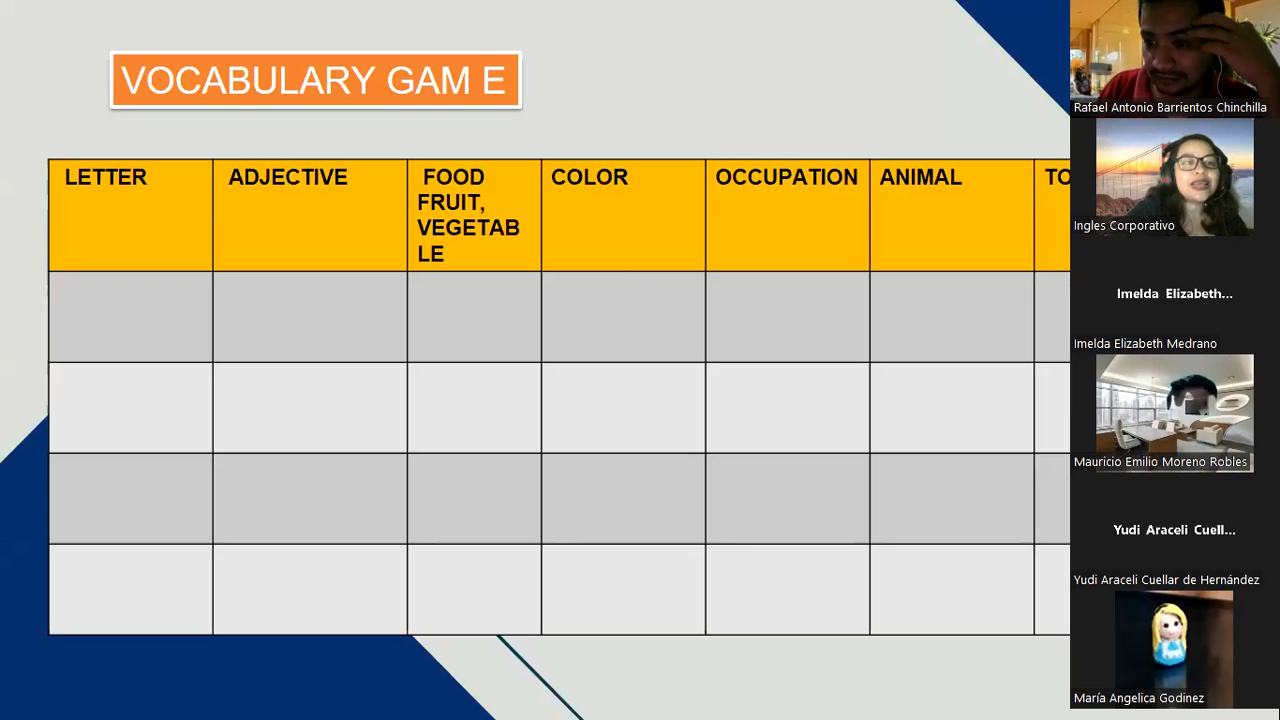 VOCABULARY GAM E
LETTER
ADJECTIVE
FOOD
FRUIT,
VEGETAB
LE
COLOR
OCCUPATION
ANIMAL
TO
Rafael Antonio Barrientos Chinchilla
Ingles Corporativo
Imelda Elizabeth...
Imelda Elizabeth Medrano
Mauricio Emilio Moreno Robles
Yudi Araceli Cuell...
Yudi Araceli Cuellar de Hernández
María Angelica Godinez